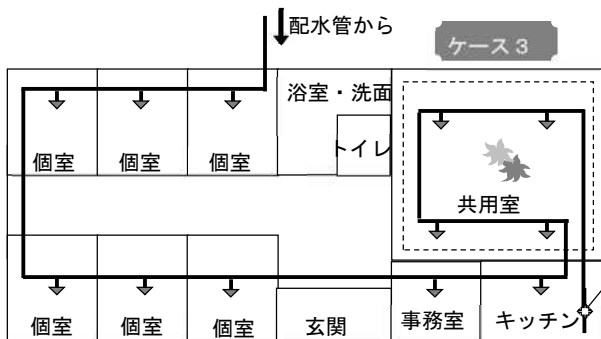 配水管から
ケース３
浴室・洗面
トイレ
個室
個室
個室
共用室
個室
個室
個室
玄関
事務室
キッチン